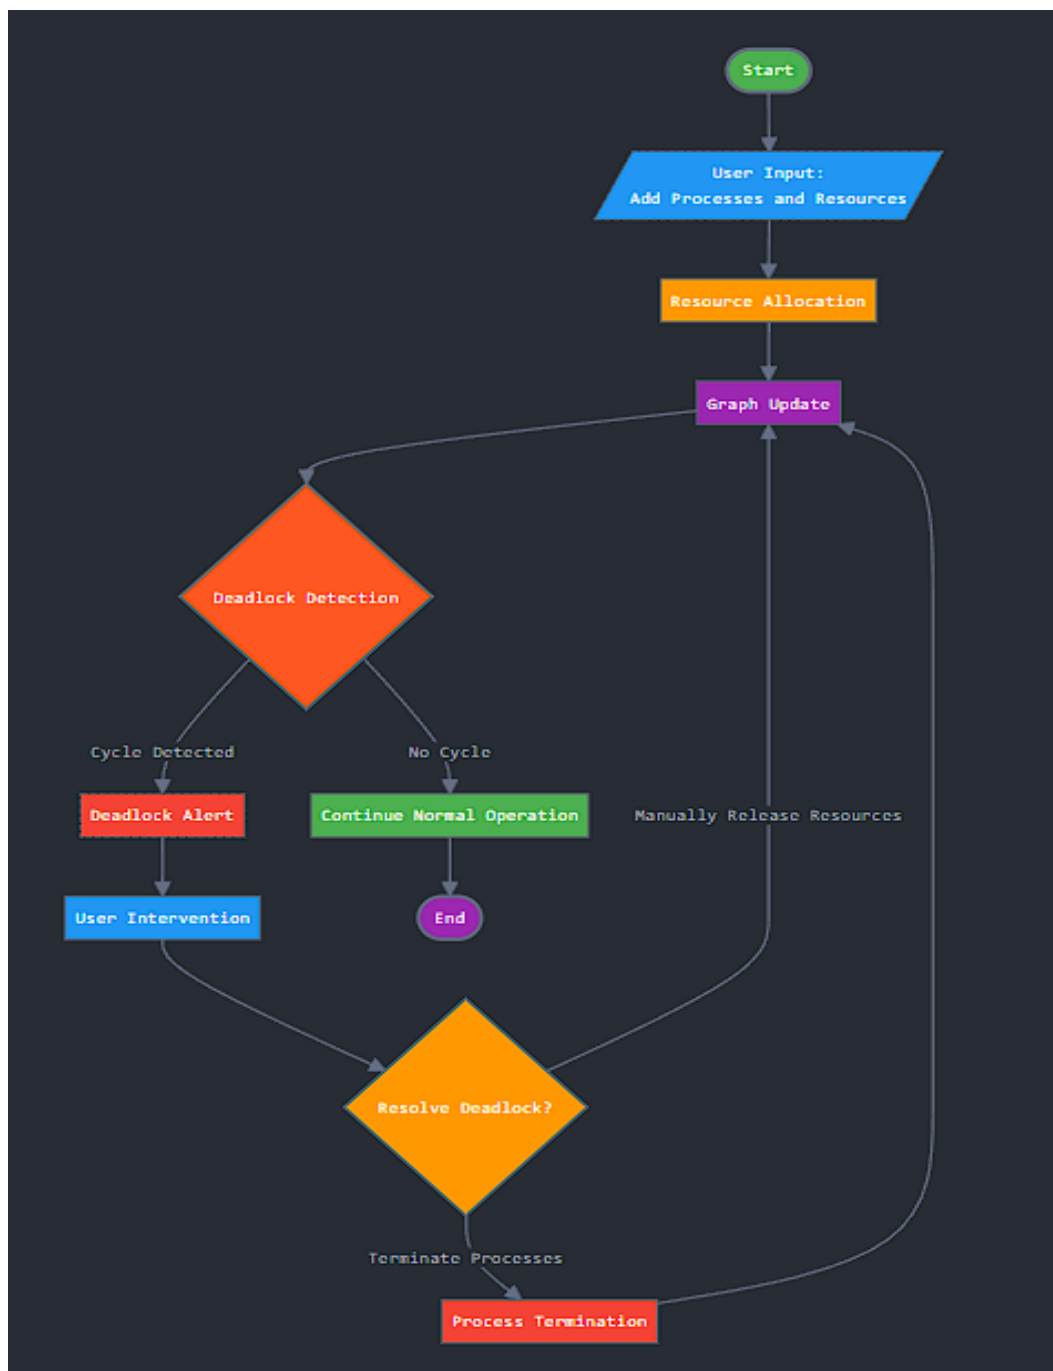 Start
User Input:
Add Processes and Resources
Resource Allocation
Graph Update
Deadlock Detection
Cycle Detected
No Cycle
Deadlock Alert
Continue Normal Operation
Manually Release Resources
User Intervention
End
Resolve Deadlock?
Terminate Processes
Process Termination